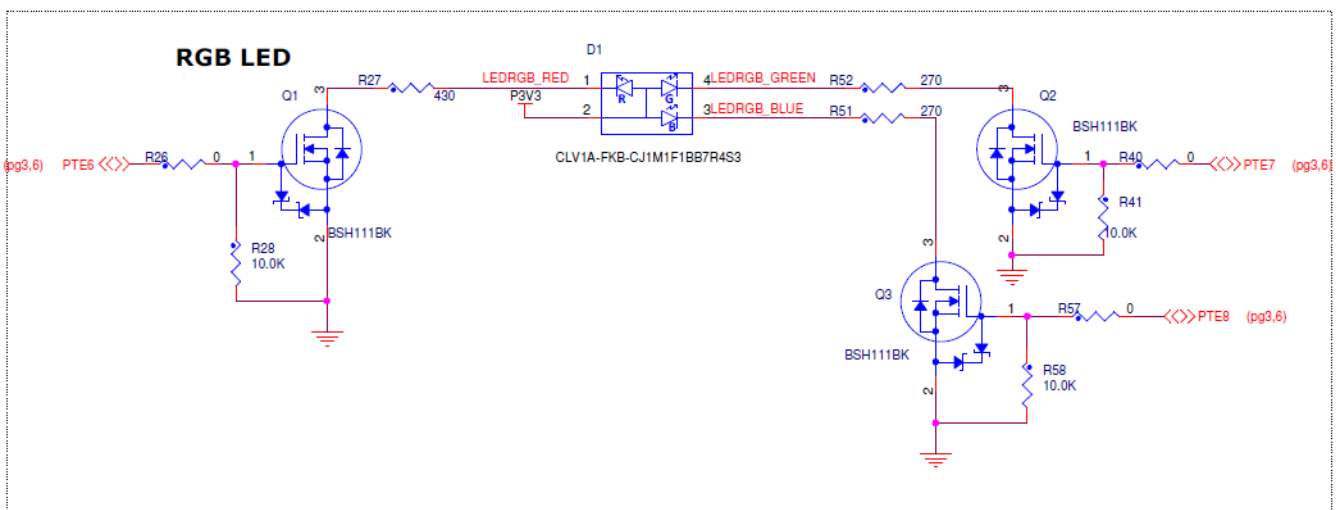 RGB LED
D1
R27
430
LEDRGB_RED
1
P3V3
2
R
G
B
4
LEDRGB_GREEN
3
LEDRGB_BLUE
R52
270
R51
270
CLV1A-FKB-CJ1M1F1BB7R4S3
Q1
3
(pg3,6)
PTE6
R26
0
1
BSH111BK
2
R28
10.0K
3
Q2
BSH111BK
1
R40
0
PTE7
(pg3,6)
R41
10.0K
2
3
Q3
BSH111BK
1
R57
0
PTE8
(pg3,6)
R58
10.0K
2